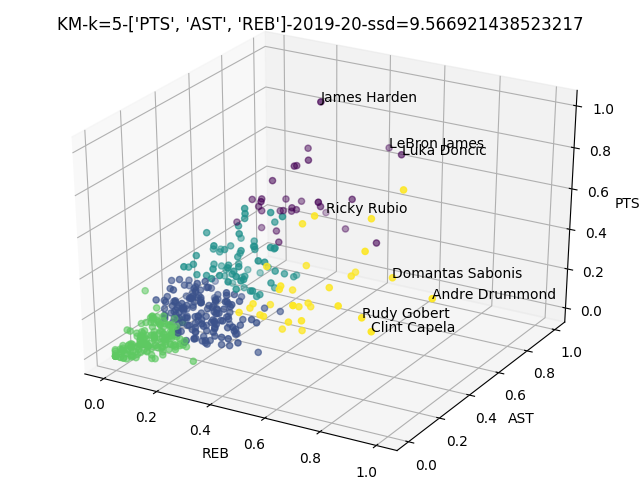 KM-k=5-['PTS', 'AST', 'REB']-2019-20-ssd=9.566921438523217
James Harden
LeBron James
Luka Doncic
Ricky Rubio
Domantas Sabonis
Andre Drummond
Rudy Gobert
Clint Capela
PTS
1.0
0.8
0.6
0.4
0.2
0.0
AST
1.0
0.8
0.6
0.4
0.2
0.0
REB
0.0
0.2
0.4
0.6
0.8
1.0